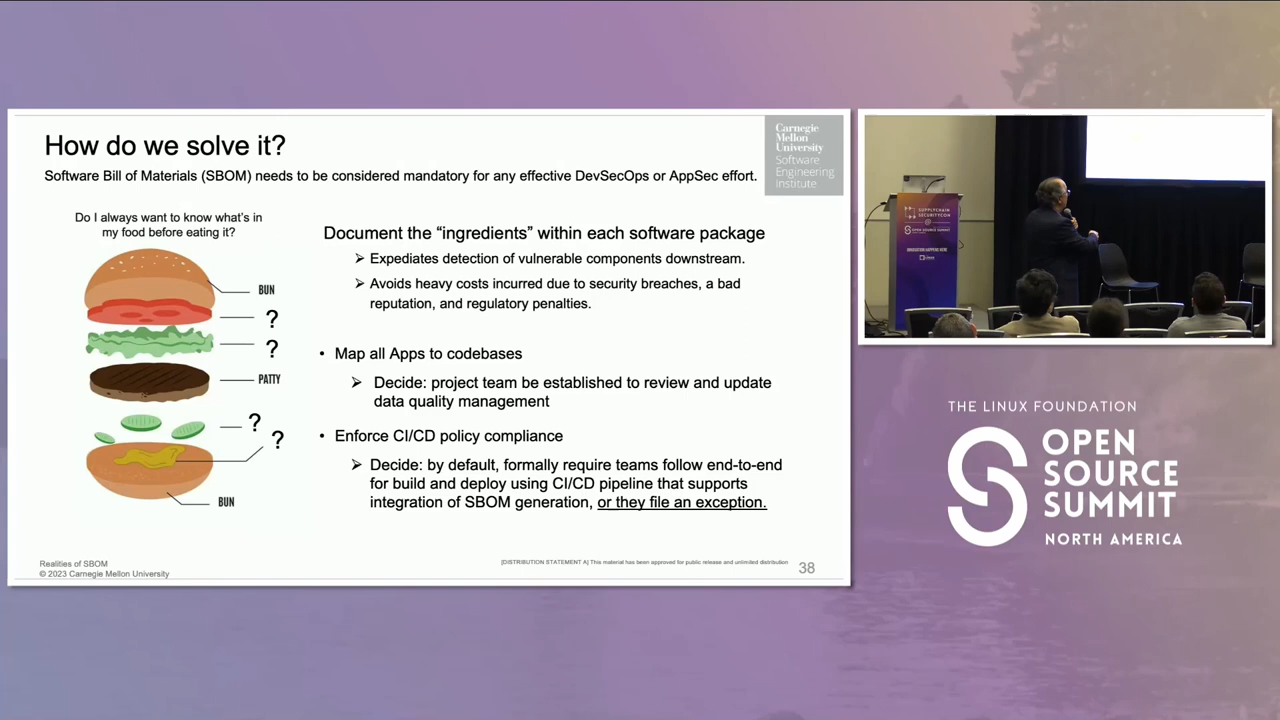 How do we solve it?
Software Bill of Materials (SBOM) needs to be considered mandatory for any effective DevSecOps or AppSec effort.
Carnegie
Mellon
University
Software
Engineering
Institute
Do I always want to know what's in
my food before eating it?
BUN
?
?
PATTY
?
?
BUN
Document the “ingredients” within each software package
➢ Expediates detection of vulnerable components downstream.
➢ Avoids heavy costs incurred due to security breaches, a bad
reputation, and regulatory penalties.
• Map all Apps to codebases
➢ Decide: project team be established to review and update
data quality management
• Enforce CI/CD policy compliance
➢ Decide: by default, formally require teams follow end-to-end
for build and deploy using CI/CD pipeline that supports
integration of SBOM generation, or they file an exception.
Realities of SBOM
© 2023 Carnegie Mellon University
[DISTRIBUTION STATEMENT A] This material has been approved for public release and unlimited distribution
38
SUPPLYCHAIN
SECURITYCON
OPEN SOURCE SUMMIT
THE LINUX FOUNDATION
OPEN
SOURCE
SUMMIT
NORTH AMERICA